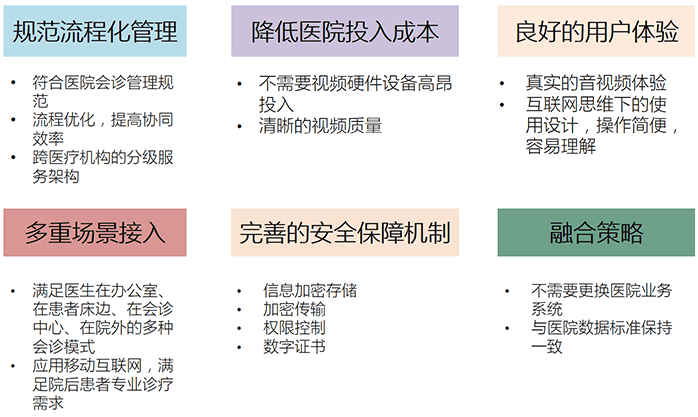 规范流程化管理
• 符合医院会诊管理规
范
• 流程优化，提高协同
效率
• 跨医疗机构的分级服
务架构
降低医院投入成本
• 不需要视频硬件设备高昂
投入
• 清晰的视频质量
良好的用户体验
• 真实的音视频体验
• 互联网思维下的使
用设计，操作简便，
容易理解
多重场景接入
• 满足医生在办公室、
在患者床边、在会诊
中心、在院外的多种
会诊模式
• 应用移动互联网，满
足院后患者专业诊疗
需求
完善的安全保障机制
• 信息加密存储
• 加密传输
• 权限控制
• 数字证书
融合策略
• 不需要更换医院业务
系统
• 与医院数据标准保持
一致